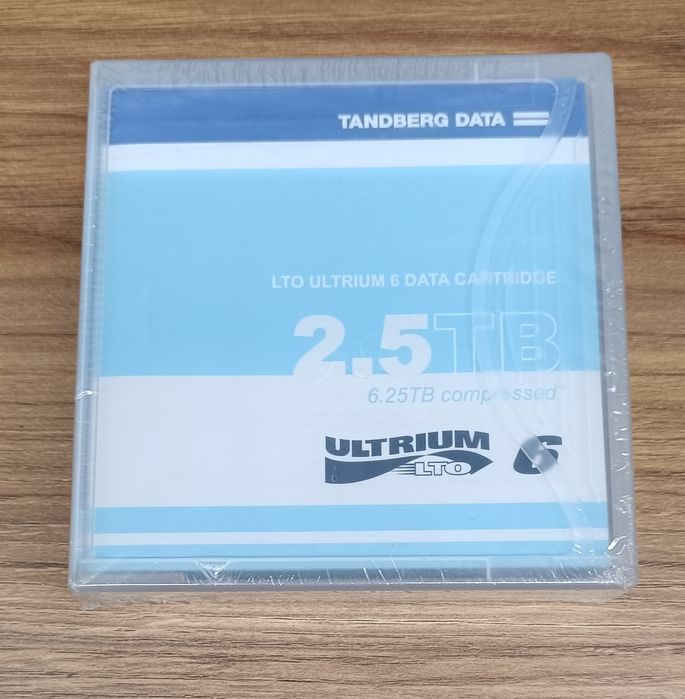 TANDBERG DATA
LTO ULTRIUM 6 DATA CARTRIDGE
2.5TB
6.25TB compressed
ULTRIUM 6
LTO